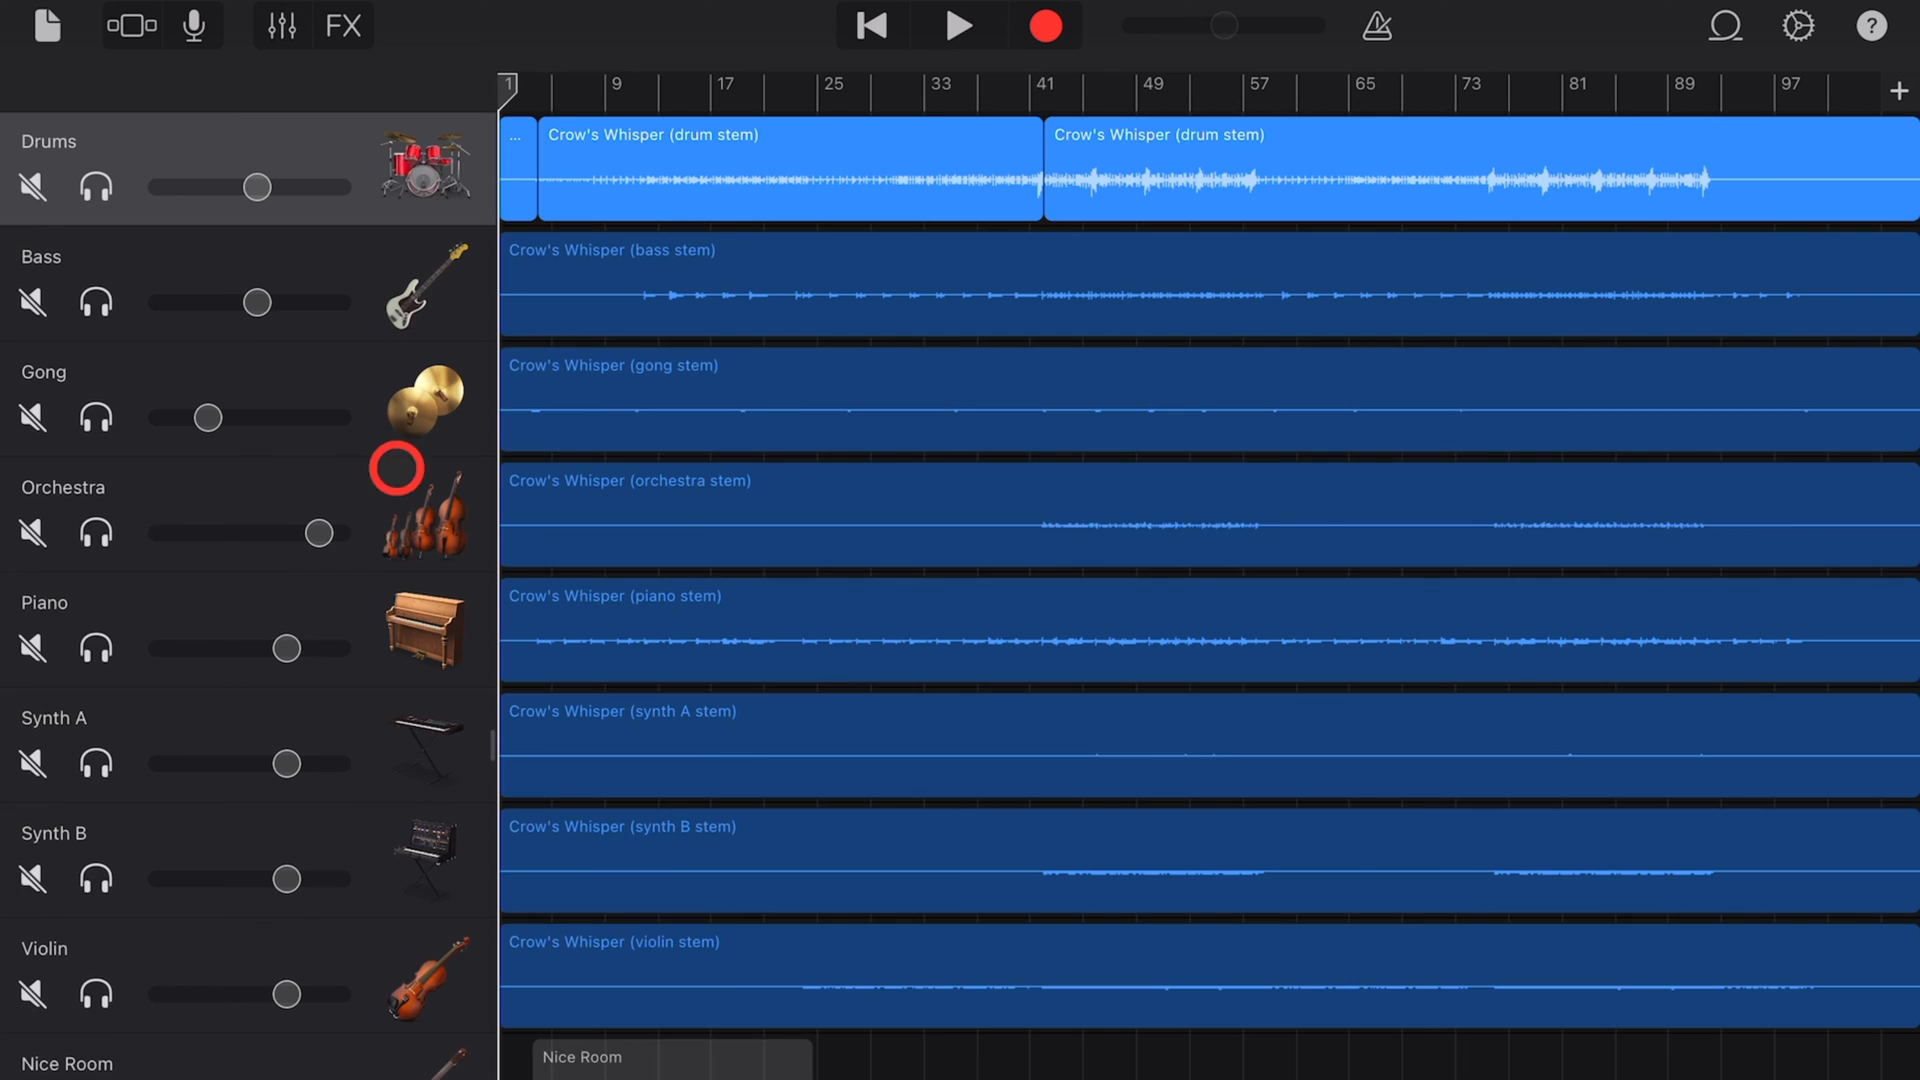 FX
?
1 9 17 25 33 41 49 57 65 73 81 89 97 +
Drums
... Crow's Whisper (drum stem) Crow's Whisper (drum stem)
Bass
Crow's Whisper (bass stem)
Gong
Crow's Whisper (gong stem)
Orchestra
Crow's Whisper (orchestra stem)
Piano
Crow's Whisper (piano stem)
Synth A
Crow's Whisper (synth A stem)
Synth B
Crow's Whisper (synth B stem)
Violin
Crow's Whisper (violin stem)
Nice Room
Nice Room